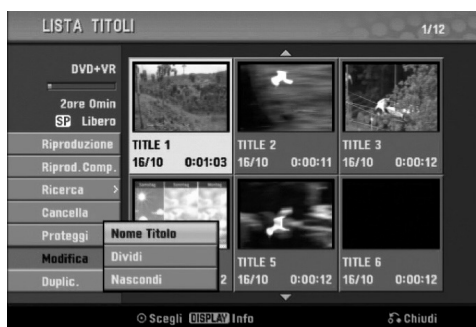 LISTA TITOLI
1/12
DVD+VR
2ore 0min
SP Libero
Riproduzione
Riprod.Comp.
Ricerca >
Cancella
Proteggi
Modifica
Duplic.
Nome Titolo
Dividi
Nascondi
TITLE 1
16/10 0:01:03
TITLE 2
16/10 0:00:11
TITLE 3
16/10 0:00:12
2
TITLE 5
16/10 0:00:12
TITLE 6
16/10 0:00:12
Scegli DISPLAY Info
Chiudi